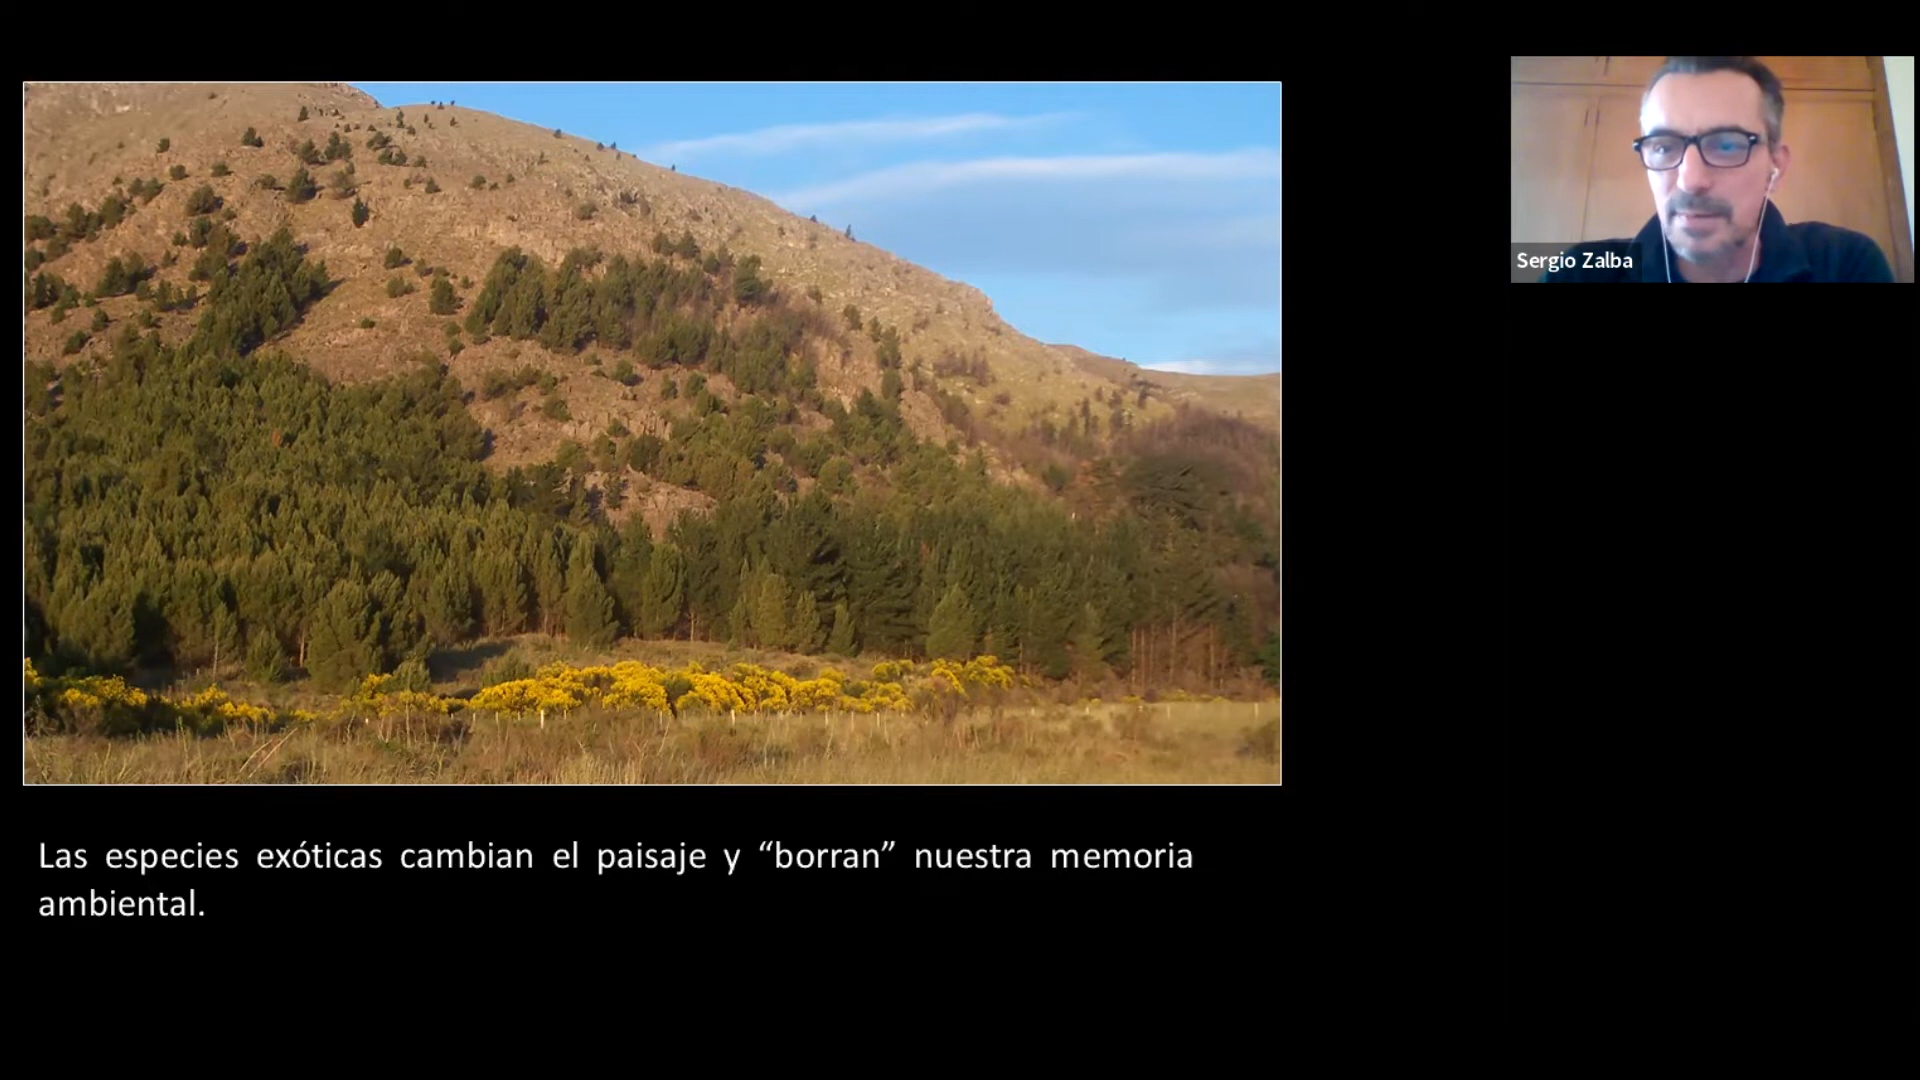 Sergio Zalba
Las especies exóticas cambian el paisaje y “borran” nuestra memoria
ambiental.